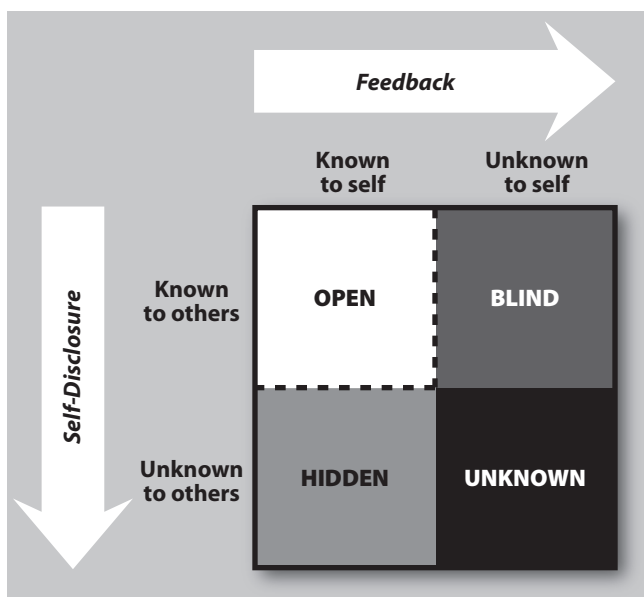 Feedback
Known
to self
Unknown
to self
Self-Disclosure
Known
to others
OPEN
BLIND
Unknown
to others
HIDDEN
UNKNOWN